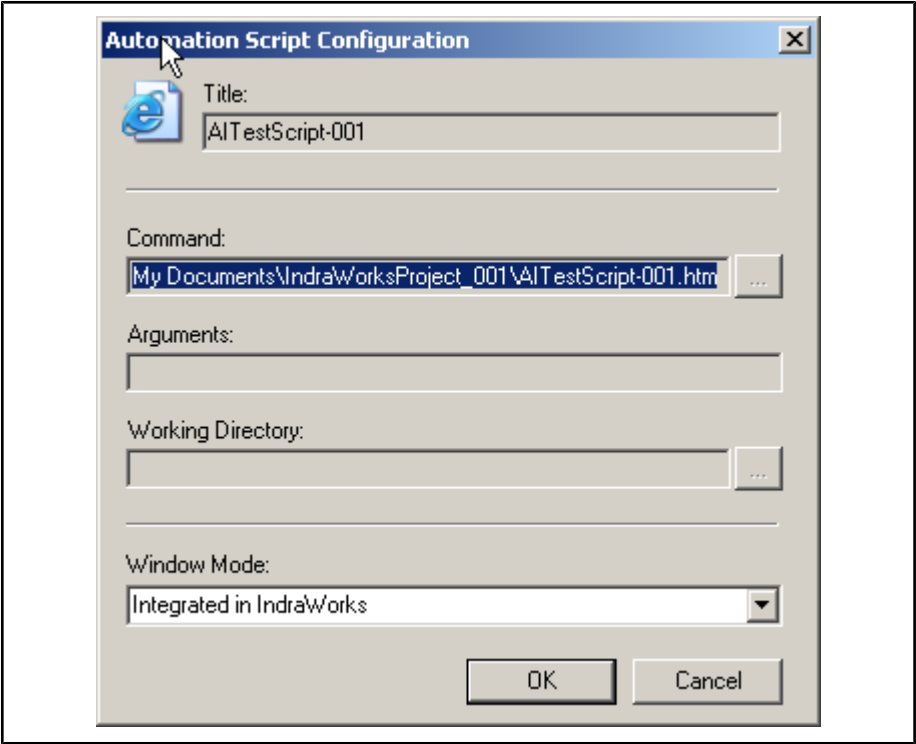 Automation Script Configuration
Title:
AITestScript-001
Command:
My Documents\IndraWorksProject_001\AITestScript-001.htm
...
Arguments:
Working Directory:
...
Window Mode:
Integrated in IndraWorks
OK
Cancel